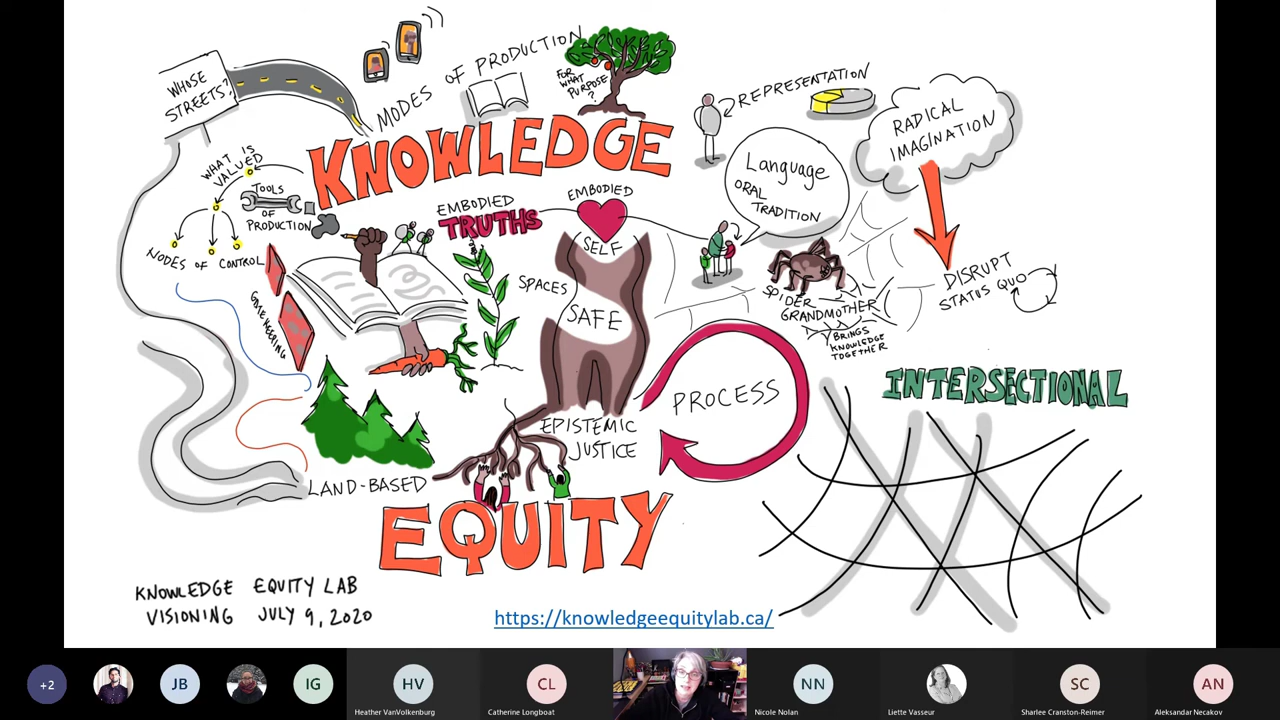 WHOSE
STREETS?
MODES OF PRODUCTION
FOR
WHAT
PURPOSE
?
REPRESENTATION
RADICAL
IMAGINATION
KNOWLEDGE
WHAT IS
VALUED
TOOLS
OF
PRODUCTION
NODES OF CONTROL
GATEKEEPING
EMBODIED
TRUTHS
EMBODIED
SELF
SPACES
SAFE
Language
ORAL
TRADITION
SPIDER
GRANDMOTHER
BRINGS
KNOWLEDGE
TOGETHER
DISRUPT
STATUS QUO
PROCESS
INTERSECTIONAL
EPISTEMIC
JUSTICE
LAND-BASED
EQUITY
KNOWLEDGE EQUITY LAB
VISIONING JULY 9, 2020
https://knowledgeequitylab.ca/
+2
JB
IG
HV
Heather VanVolkenburg
CL
Catherine Longboat
NN
Nicole Nolan
Liette Vasseur
SC
Sharlee Cranston-Reimer
AN
Aleksandar Necakov